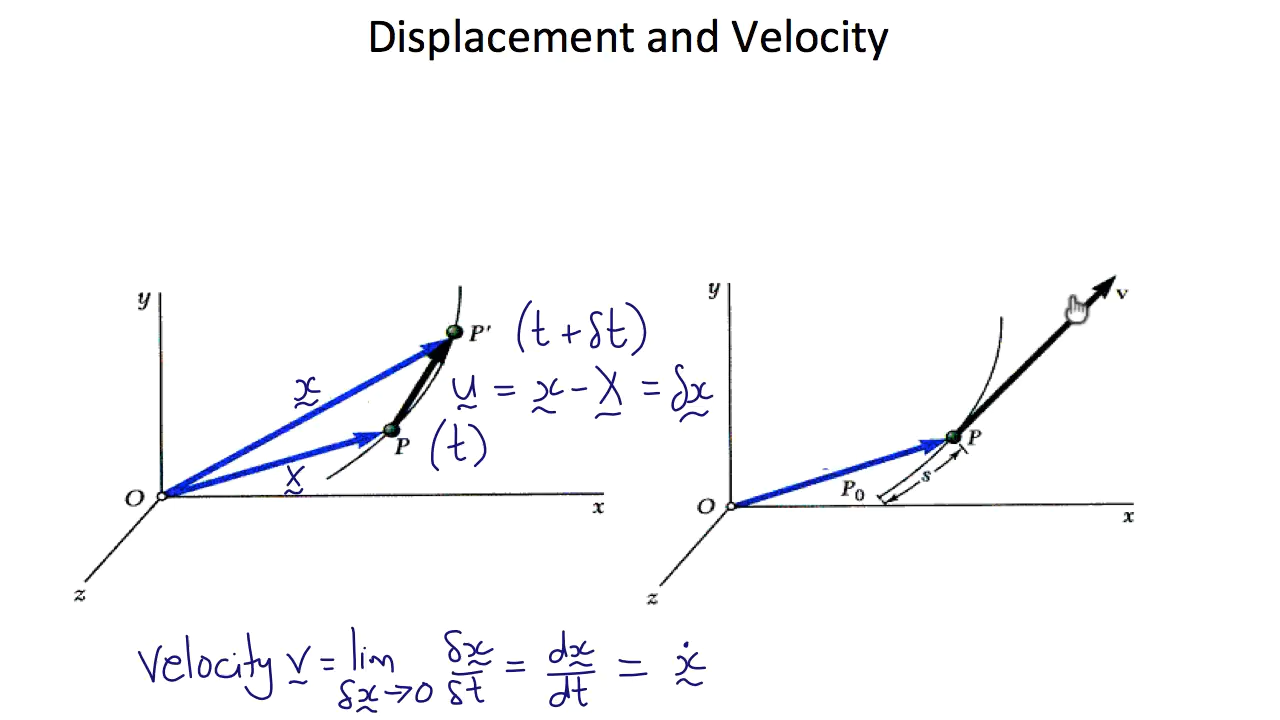 Displacement and Velocity
y
P' (t + δt)
x
u = x - X = δx
P (t)
X
O
x
z
y
v
P
s
P₀
O
x
z
Velocity v = lim δx→0 δx/δt = dx/dt = ẋ